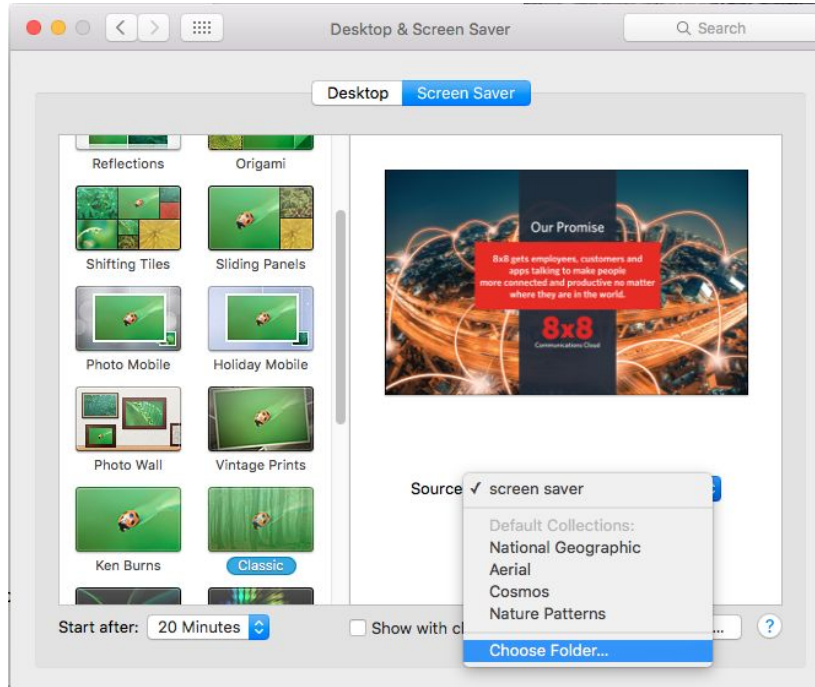 Desktop & Screen Saver
Search
Desktop
Screen Saver
Reflections
Origami
Shifting Tiles
Sliding Panels
Photo Mobile
Holiday Mobile
Photo Wall
Vintage Prints
Ken Burns
Classic
Our Promise
8x8 gets employees, customers and
apps talking to make people
more connected and productive no matter
where they are in the world.
8x8
Communications Cloud
Source
✓ screen saver
Default Collections:
National Geographic
Aerial
Cosmos
Nature Patterns
Choose Folder...
Start after: 20 Minutes
Show with cl
...
?